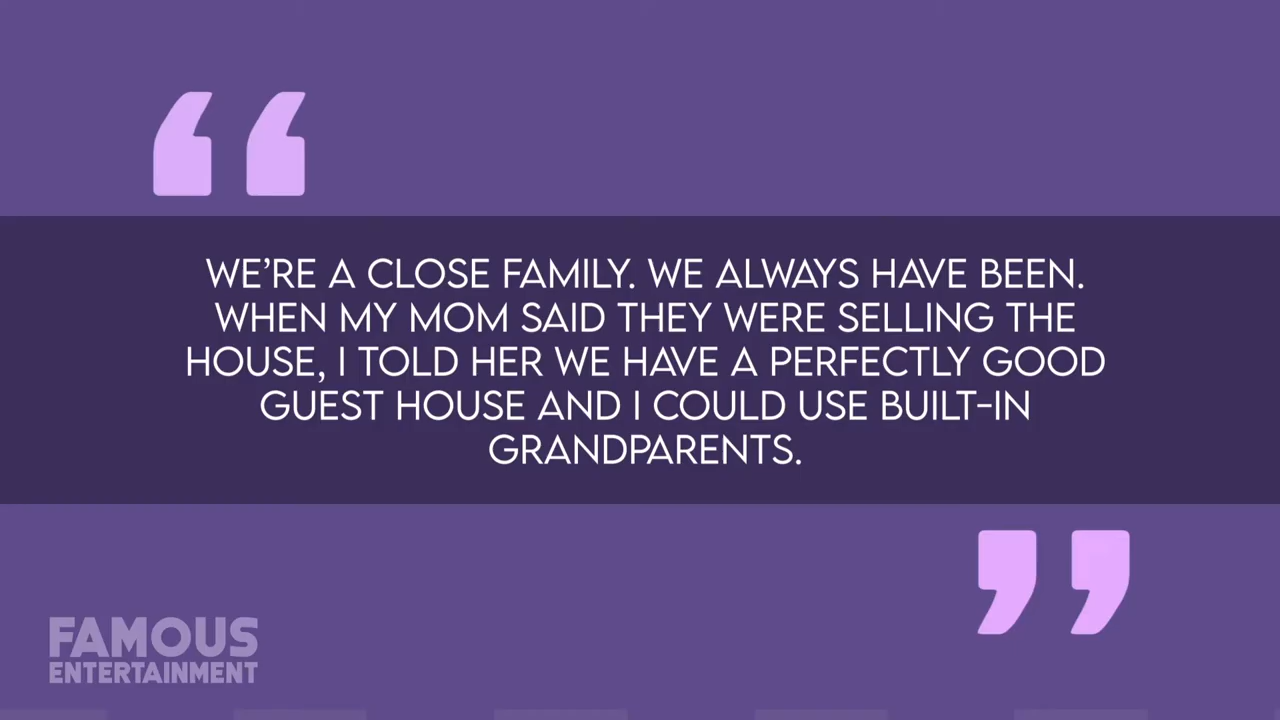 WE'RE A CLOSE FAMILY. WE ALWAYS HAVE BEEN.
WHEN MY MOM SAID THEY WERE SELLING THE
HOUSE, I TOLD HER WE HAVE A PERFECTLY GOOD
GUEST HOUSE AND I COULD USE BUILT-IN
GRANDPARENTS.
FAMOUS
ENTERTAINMENT